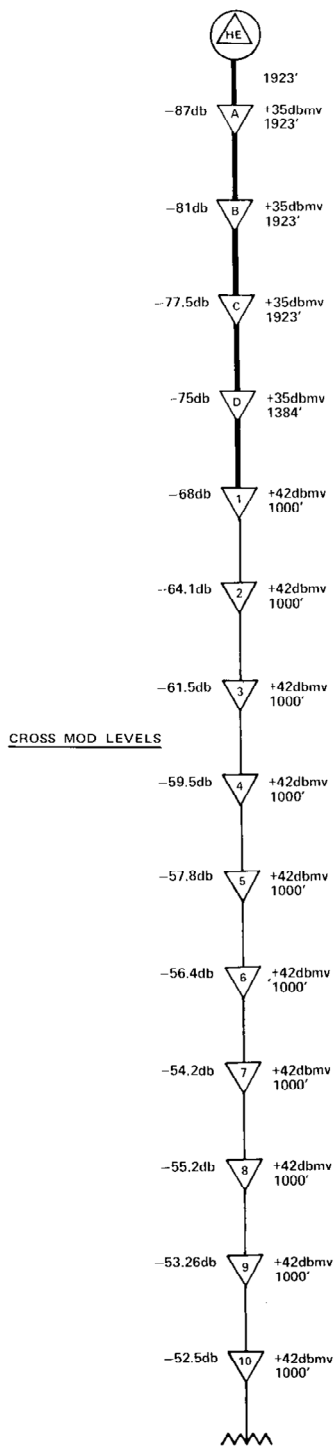 HE
1923'
-87db A +35dbmv
1923'
-81db B +35dbmv
1923'
-77.5db C +35dbmv
1923'
-75db D +35dbmv
1384'
-68db 1 +42dbmv
1000'
-64.1db 2 +42dbmv
1000'
-61.5db 3 +42dbmv
1000'
CROSS MOD LEVELS
-59.5db 4 +42dbmv
1000'
-57.8db 5 +42dbmv
1000'
-56.4db 6 +42dbmv
1000'
-54.2db 7 +42dbmv
1000'
-55.2db 8 +42dbmv
1000'
-53.26db 9 +42dbmv
1000'
-52.5db 10 +42dbmv
1000'